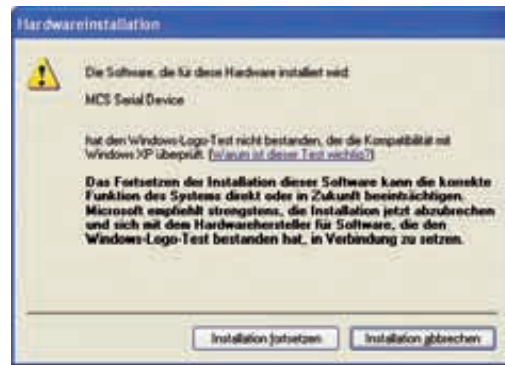 Hardwareinstallation
Die Software, die für diese Hardware installiert wird:
MCS Serial Device
hat den Windows-Logo-Test nicht bestanden, der die Kompatibilität mit
Windows XP überprüft. (Warum ist dieser Test wichtig?)
Das Fortsetzen der Installation dieser Software kann die korrekte
Funktion des Systems direkt oder in Zukunft beeinträchtigen.
Microsoft empfiehlt strengstens, die Installation jetzt abzubrechen
und sich mit dem Hardwarehersteller für Software, die den
Windows-Logo-Test bestanden hat, in Verbindung zu setzen.
Installation fortsetzen
Installation abbrechen